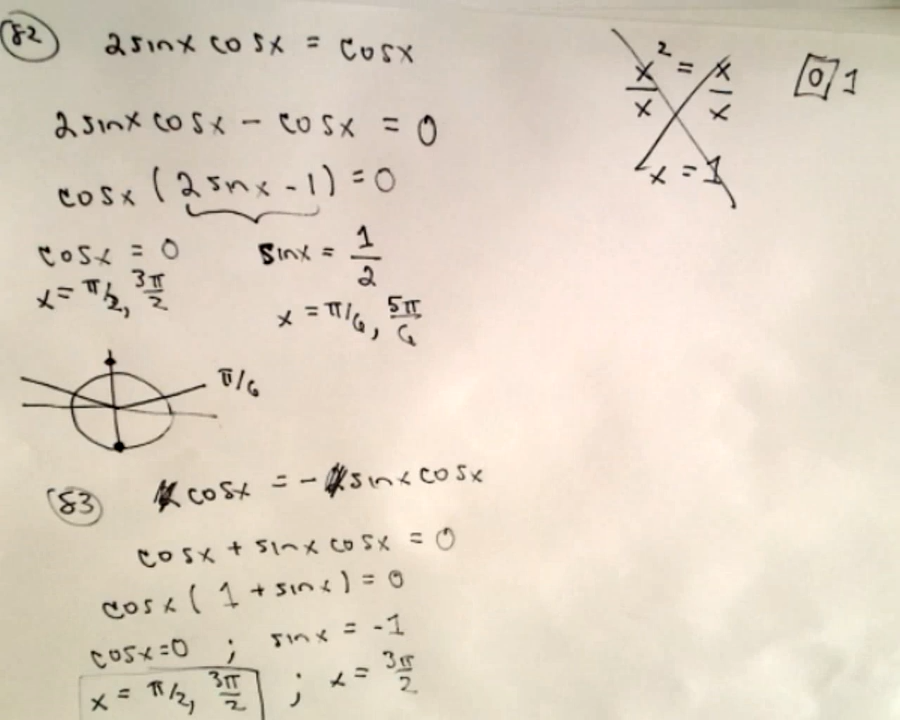 82 2sinx cosx = cosx
2sinx cosx - cosx = 0
cosx (2sinx - 1) = 0
cosx = 0 sinx = 1/2
x = π/2, 3π/2 x = π/6, 5π/6
π/6
x²/x = x/x 0 1
x = 1
83 cosx = - sinx cosx
cosx + sinx cosx = 0
cosx (1 + sinx) = 0
cosx=0 ; sinx = -1
x = π/2, 3π/2 ; x = 3π/2